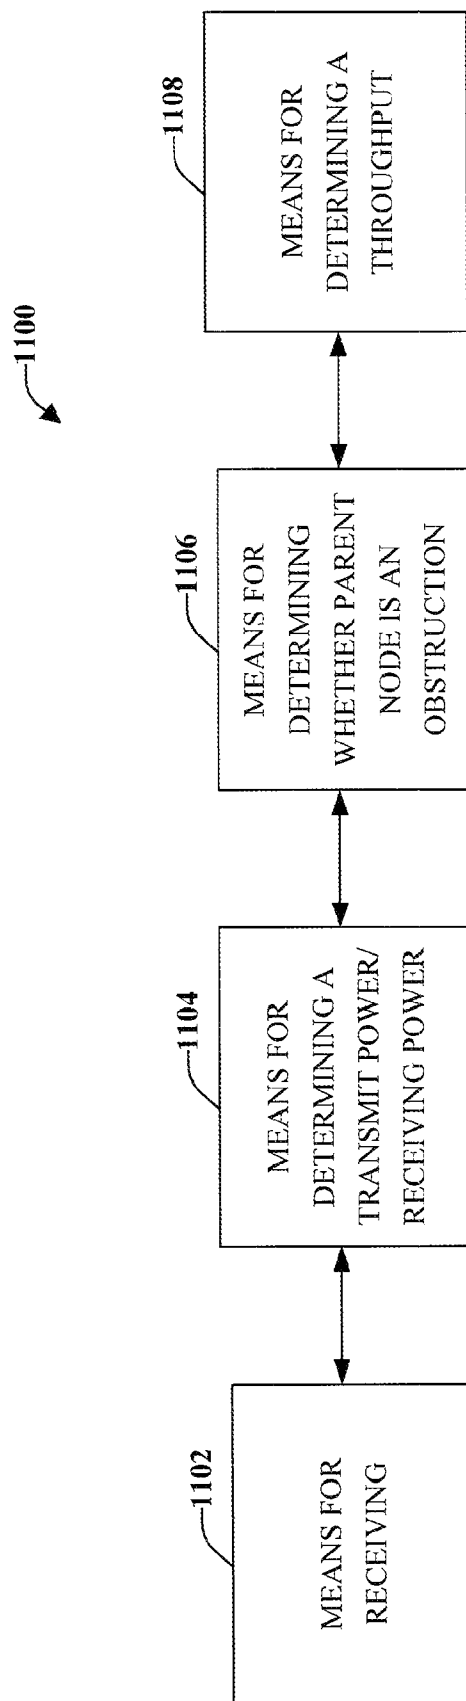 1100
1102
MEANS FOR
RECEIVING
1104
MEANS FOR
DETERMINING A
TRANSMIT POWER/
RECEIVING POWER
1106
MEANS FOR
DETERMINING
WHETHER PARENT
NODE IS AN
OBSTRUCTION
1108
MEANS FOR
DETERMINING A
THROUGHPUT